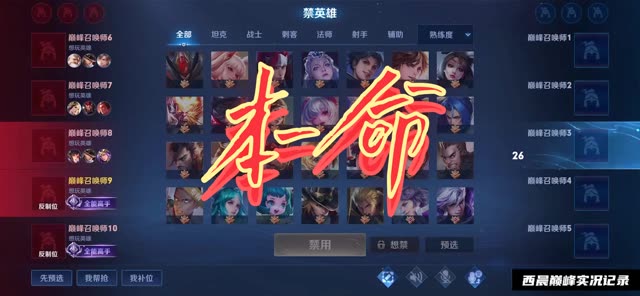 禁英雄
全部 坦克 战士 刺客 法师 射手 辅助 熟练度
巅峰召唤师6
想玩英雄
巅峰召唤师7
想玩英雄
巅峰召唤师8
想玩英雄
巅峰召唤师9
想玩英雄
反制位 全能高手
巅峰召唤师10
想玩英雄
反制位 全能高手
本命
巅峰召唤师1
巅峰召唤师2
巅峰召唤师3
26
巅峰召唤师4
巅峰召唤师5
禁用 想禁 预选
先预选 我帮抢 我补位
西晨巅峰实况记录